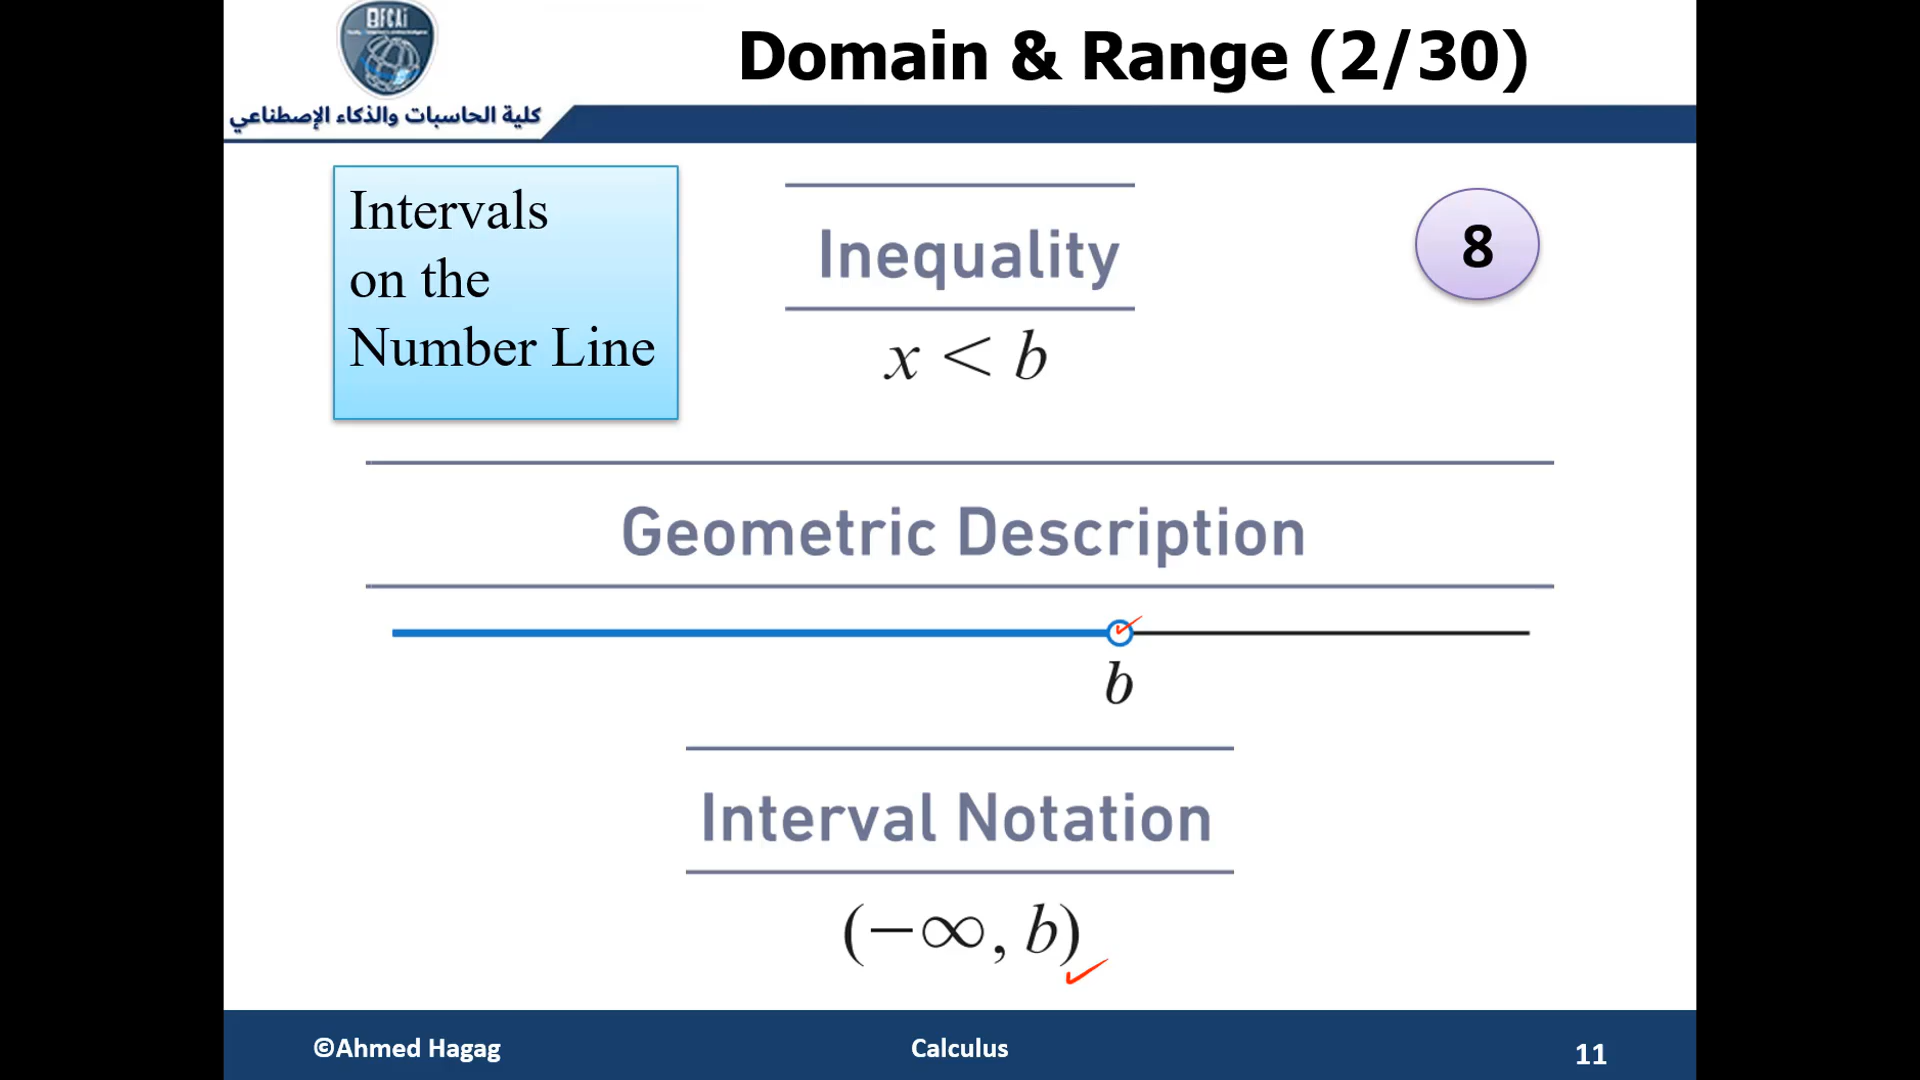 FCAi
Domain & Range (2/30)
كلية الحاسبات والذكاء الإصطناعي
Intervals
on the
Number Line
Inequality
8
x < b
Geometric Description
b
Interval Notation
(−∞, b)
©Ahmed Hagag
Calculus
11